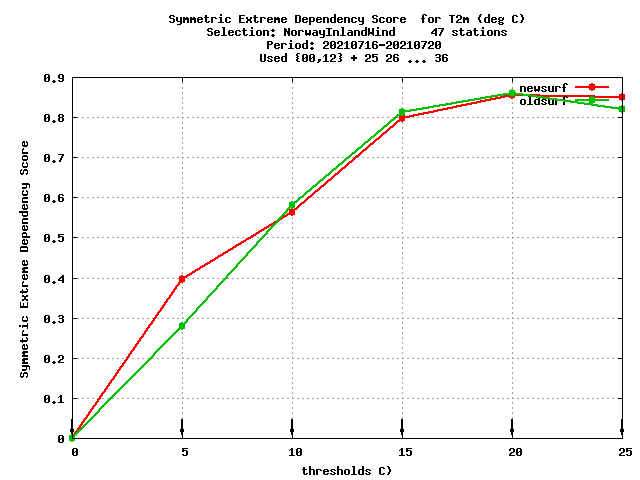 Symmetric Extreme Dependency Score  for T2m (deg C)
Selection: NorwayInlandWind     47 stations
Period: 20210716-20210720
Used {00,12} + 25 26 ... 36
0.9
0.8
0.7
0.6
0.5
0.4
0.3
0.2
0.1
0
Symmetric Extreme Dependency Score
newsurf
oldsurf
0 5 10 15 20 25
thresholds C)